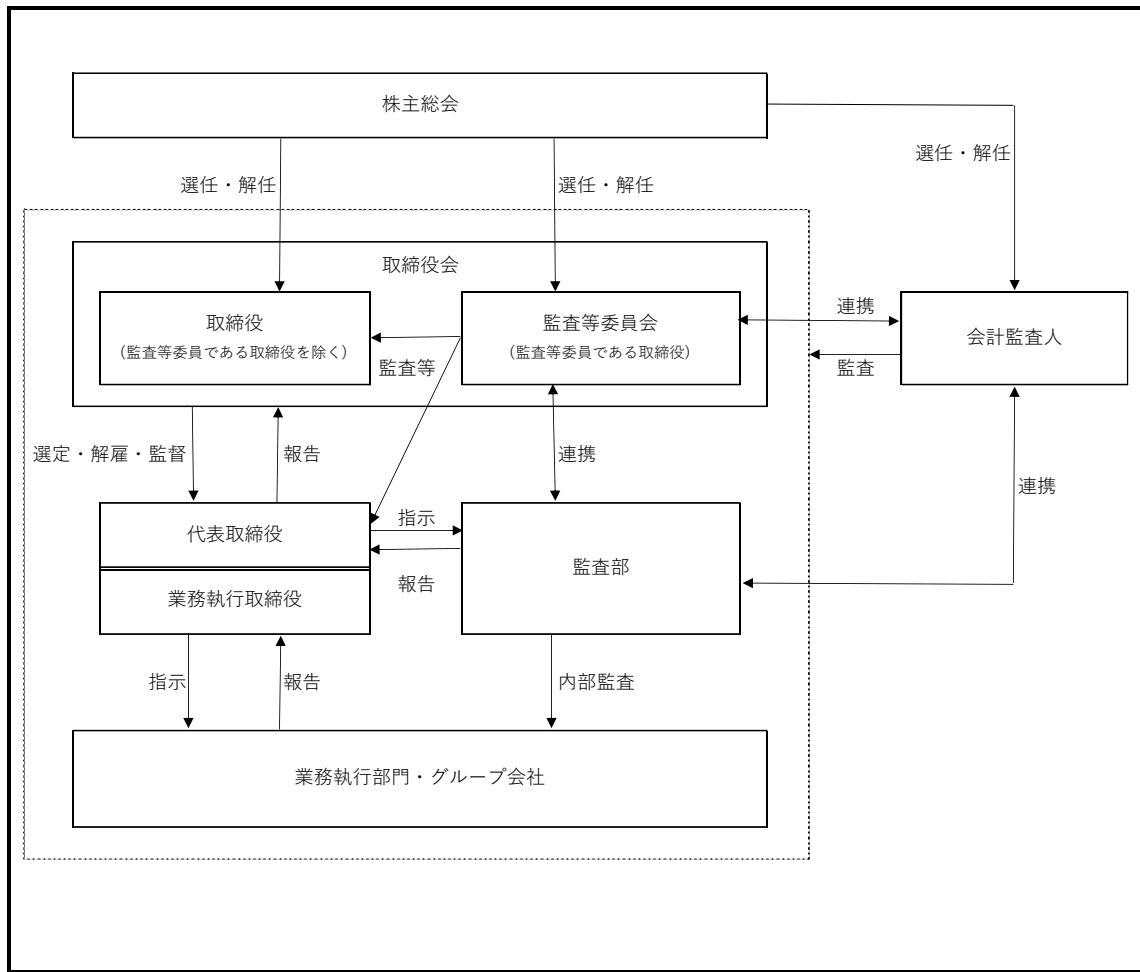 株主総会
選任・解任
選任・解任
選任・解任
取締役会
取締役
（監査等委員である取締役を除く）
監査等委員会
（監査等委員である取締役）
連携
会計監査人
監査等
監査
選定・解雇・監督
報告
連携
連携
代表取締役
指示
監査部
報告
業務執行取締役
指示
報告
内部監査
業務執行部門・グループ会社